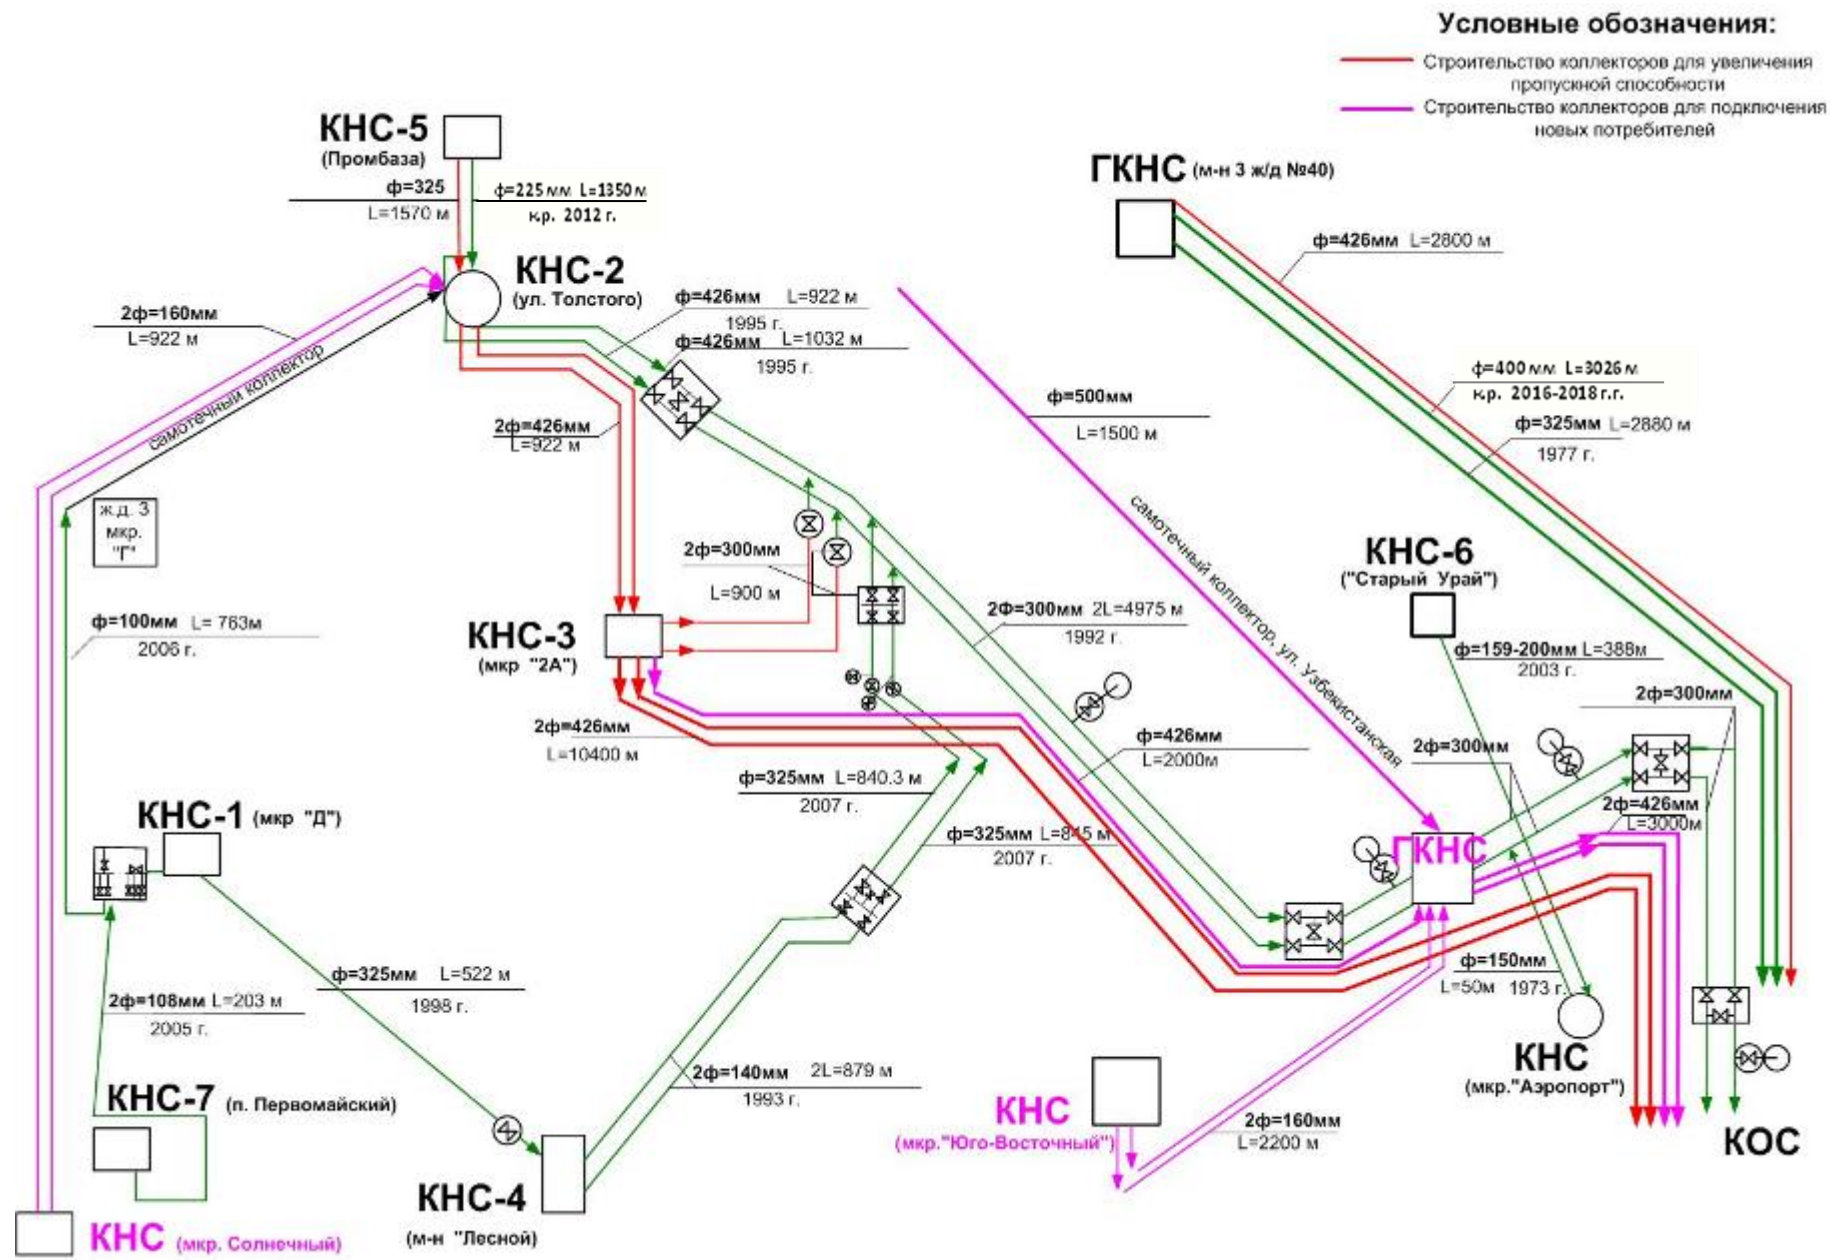 Условные обозначения:
Строительство коллекторов для увеличения
пропускной способности
Строительство коллекторов для подключения
новых потребителей
КНС-5
(Промбаза)
ф=325
L=1570 м
ф=225 мм L=1350 м
к.р. 2012 г.
ГКНС (м-н 3 ж/д №40)
ф=426мм L=2800 м
КНС-2
(ул. Толстого)
2ф=160мм
L=922 м
самотечный коллектор
ф=426мм L=922 м
1995 г.
ф=426мм L=1032 м
1995 г.
2ф=426мм
L=922 м
ф=500мм
L=1500 м
ф=400 мм L=3026 м
к.р. 2016-2018 г.г.
ф=325мм L=2880 м
1977 г.
самотечный коллектор, ул. Узбекистанская
ж.д. 3
мкр.
"Г"
2ф=300мм
L=900 м
КНС-6
("Старый Урай")
ф=100мм L= 763м
2006 г.
КНС-3
(мкр "2А")
2Ф=300мм 2L=4975 м
1992 г.
ф=159-200мм L=388м
2003 г.
2ф=300мм
2ф=426мм
L=10400 м
ф=426мм
L=2000м
2ф=300мм
ф=325мм L=840.3 м
2007 г.
2ф=426мм
L=3000м
КНС-1 (мкр "Д")
ф=325мм L=845 м
2007 г.
ГКНС
ф=325мм L=522 м
1998 г.
ф=150мм
L=50м 1973 г.
2ф=108мм L=203 м
2005 г.
КНС
(мкр."Аэропорт")
2ф=140мм 2L=879 м
1993 г.
КНС-7 (п. Первомайский)
КНС
(мкр."Юго-Восточный")
2ф=160мм
L=2200 м
КОС
КНС-4
(м-н "Лесной)
КНС (мкр. Солнечный)